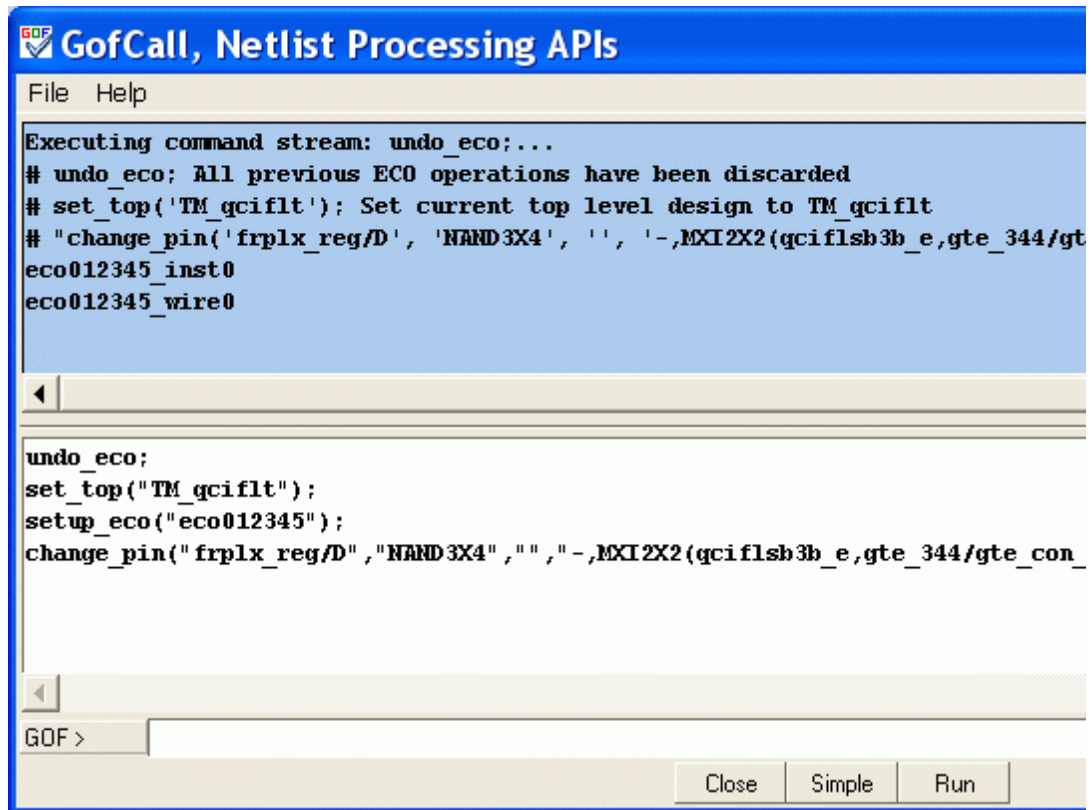 GOF GofCall, Netlist Processing APIs
File Help
Executing command stream: undo_eco;...
# undo_eco; All previous ECO operations have been discarded
# set_top('TM_qciflt'); Set current top level design to TM_qciflt
# "change_pin('frplx_reg/D', 'NAND3X4', '', '-,MXI2X2(qciflsb3b_e,gte_344/gt
eco012345_inst0
eco012345_wire0
undo_eco;
set_top("TM_qciflt");
setup_eco("eco012345");
change_pin("frplx_reg/D","NAND3X4","","-,MXI2X2(qciflsb3b_e,gte_344/gte_con_
GOF >
Close Simple Run